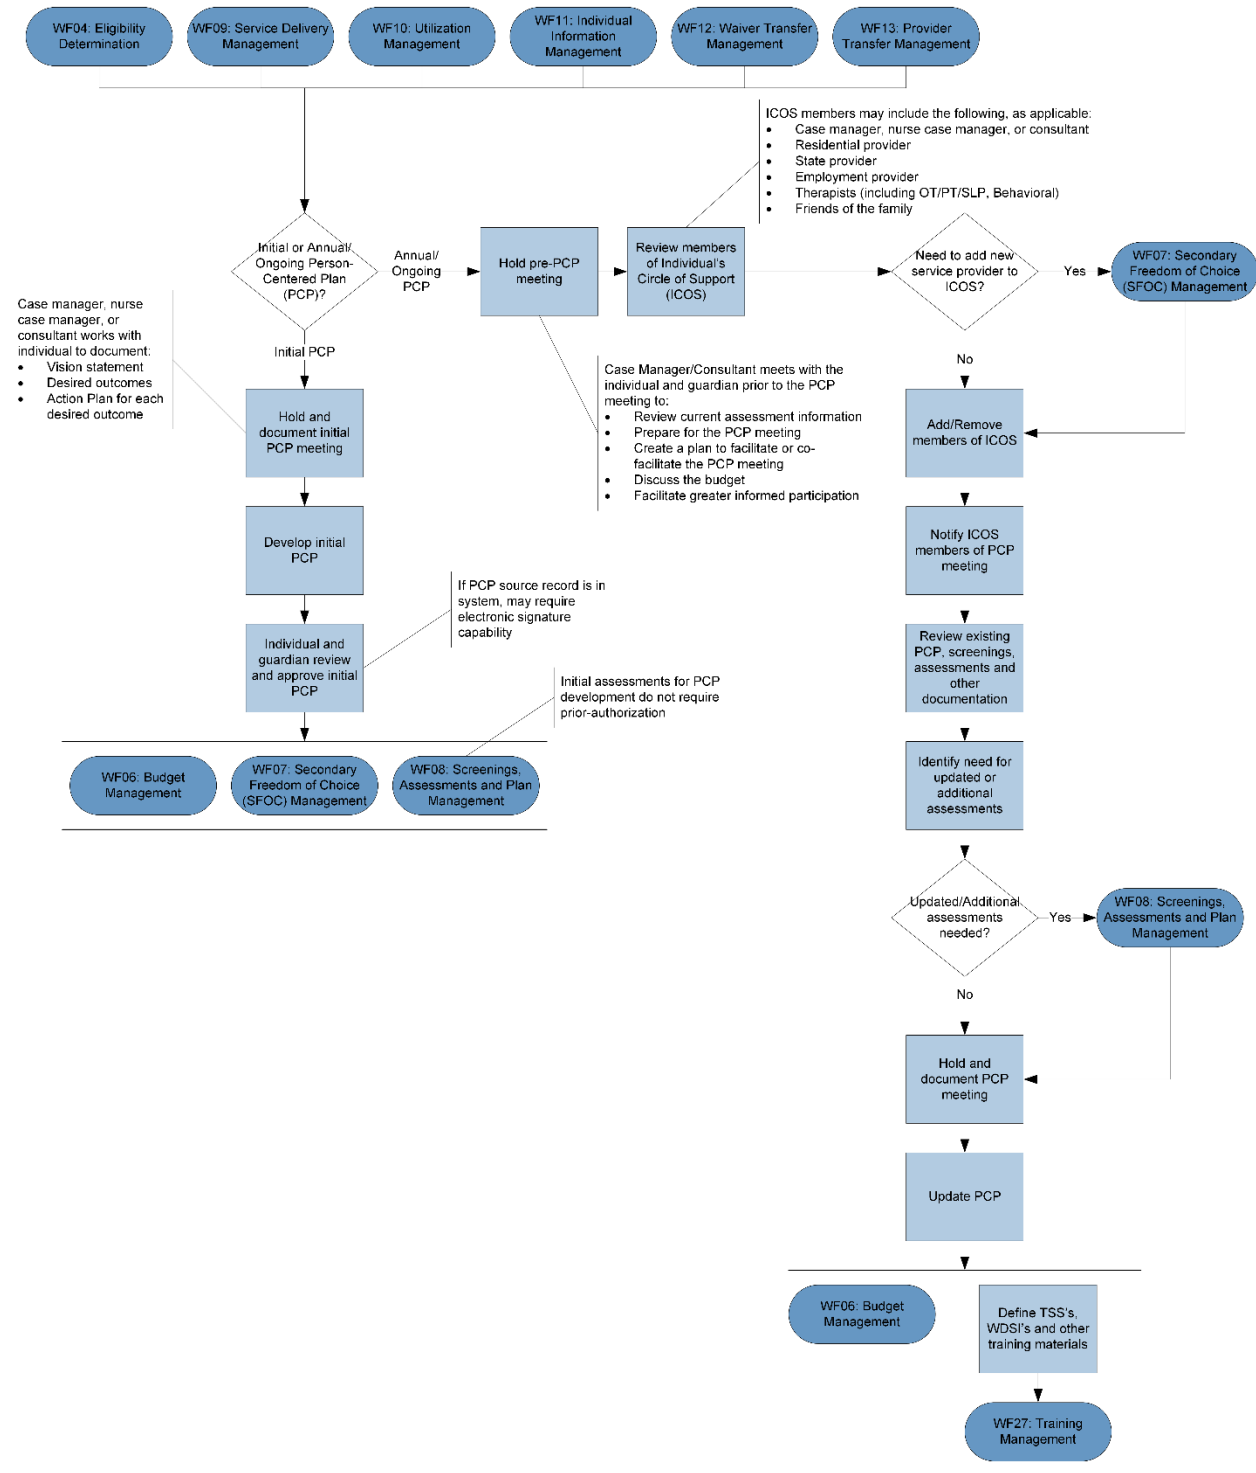 WF04: Eligibility
Determination
WF09: Service Delivery
Management
WF10: Utilization
Management
WF11: Individual
Information
Management
WF12: Waiver Transfer
Management
WF13: Provider
Transfer Management
ICOS members may include the following, as applicable:
• Case manager, nurse case manager, or consultant
• Residential provider
• State provider
• Employment provider
• Therapists (including OT/PT/SLP, Behavioral)
• Friends of the family
Initial or Annual/
Ongoing Person-
Centered Plan
(PCP)?
Annual/
Ongoing
PCP
Hold pre-PCP
meeting
Review members
of Individual's
Circle of Support
(ICOS)
Need to add new
service provider to
ICOS?
Yes
WF07: Secondary
Freedom of Choice
(SFOC) Management
Case manager, nurse
case manager, or
consultant works with
individual to document:
• Vision statement
• Desired outcomes
• Action Plan for each
desired outcome
Initial PCP
No
Case Manager/Consultant meets with the
individual and guardian prior to the PCP
meeting to:
• Review current assessment information
• Prepare for the PCP meeting
• Create a plan to facilitate or co-
facilitate the PCP meeting
• Discuss the budget
• Facilitate greater informed participation
Hold and
document initial
PCP meeting
Add/Remove
members of ICOS
Develop initial
PCP
Notify ICOS
members of PCP
meeting
If PCP source record is in
system, may require
electronic signature
capability
Individual and
guardian review
and approve initial
PCP
Review existing
PCP, screenings,
assessments and
other
documentation
Initial assessments for PCP
development do not require
prior-authorization
WF06: Budget
Management
WF07: Secondary
Freedom of Choice
(SFOC) Management
WF08: Screenings,
Assessments and Plan
Management
Identify need for
updated or
additional
assessments
Updated/Additional
assessments
needed?
Yes
WF08: Screenings,
Assessments and Plan
Management
No
Hold and
document PCP
meeting
Update PCP
WF06: Budget
Management
Define TSS's,
WDSI's and other
training materials
WF27: Training
Management